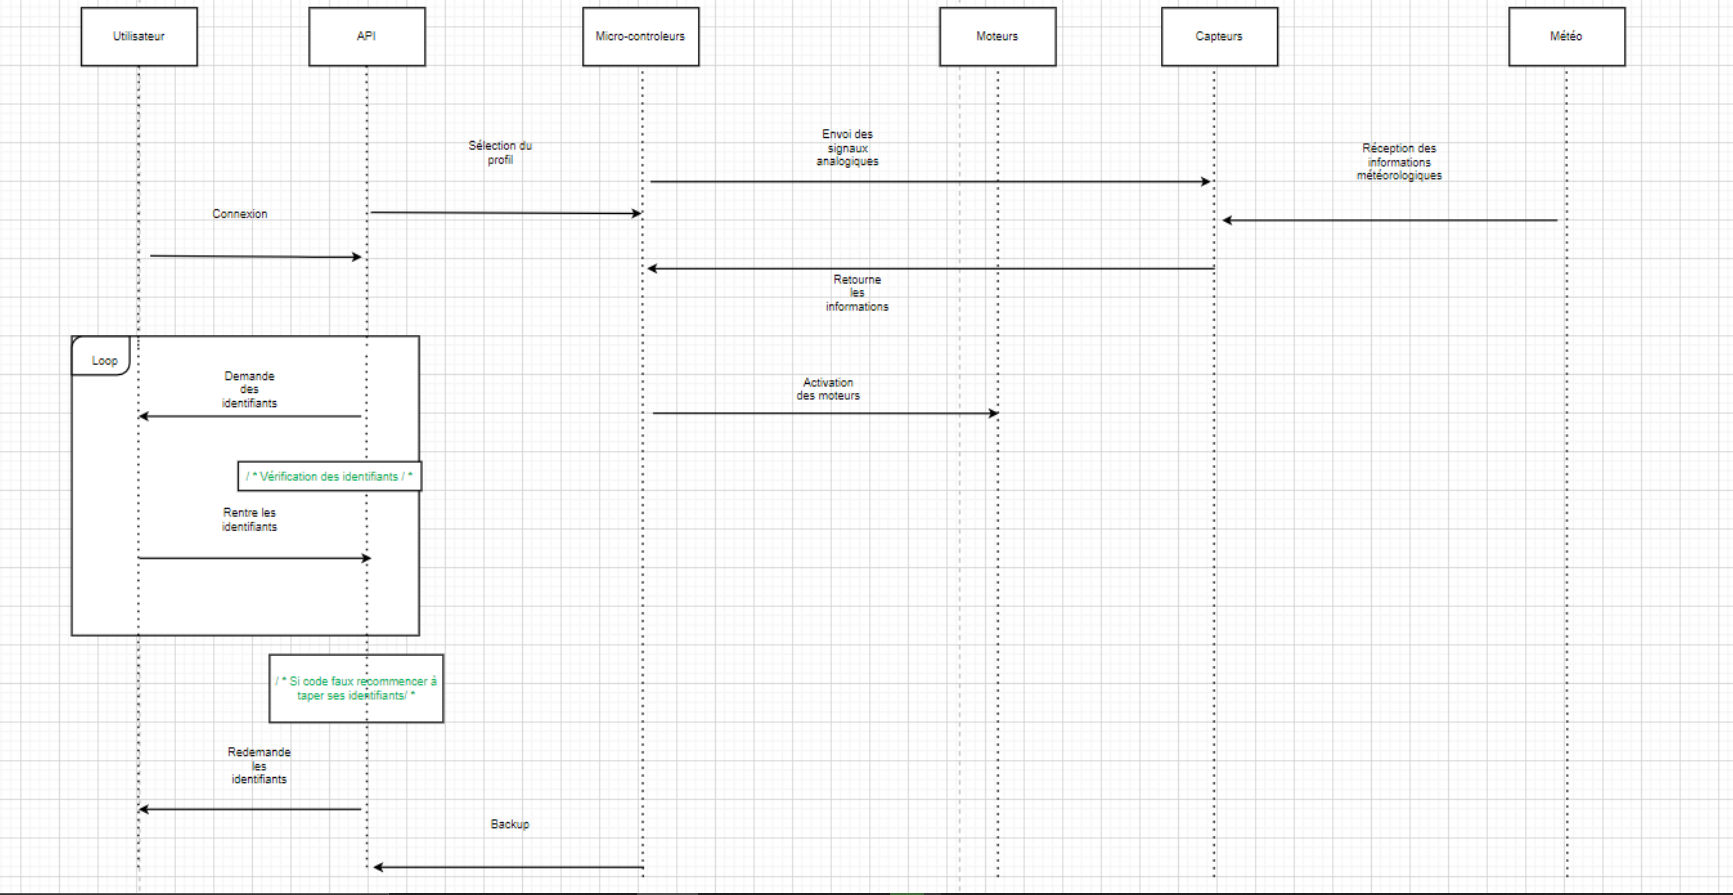 Utilisateur
API
Micro-controleurs
Moteurs
Capteurs
Météo
Envoi des
signaux
analogiques
Sélection du
profil
Réception des
informations
météorologiques
Connexion
Retourne
les
informations
Loop
Demande
des
identifiants
Activation
des moteurs
/ * Vérification des identifiants / *
Rentre les
identifiants
/ * Si code faux recommencer à
taper ses identifiants/ *
Redemande
les
identifiants
Backup